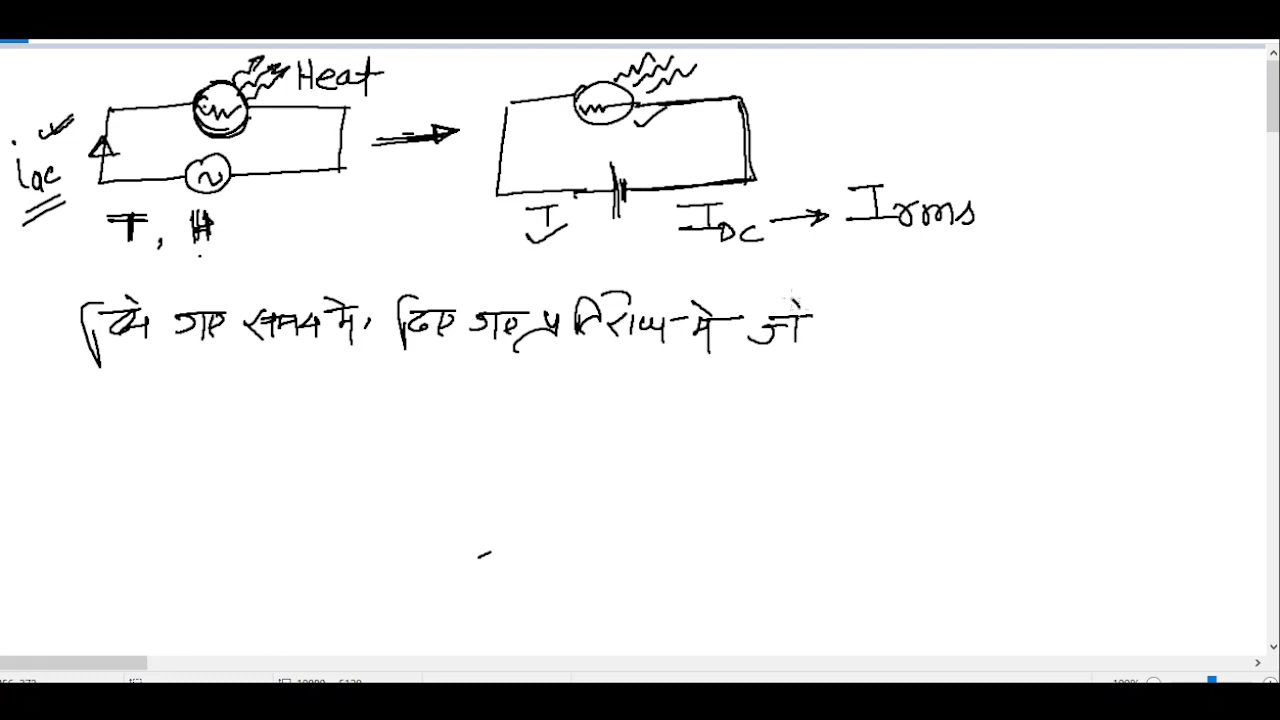 Heat
iac
T, H
I
IDC → Irms
दिये गए समय में, दिए गए प्रतिरोध में जो